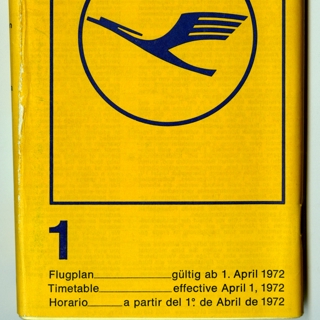 1
Flugplan gültig ab 1. April 1972
Timetable effective April 1, 1972
Horario a partir del 1º de Abril de 1972